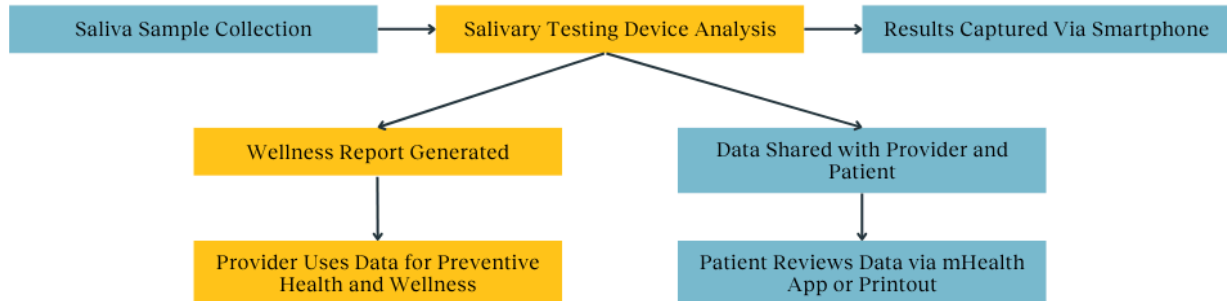 Saliva Sample Collection
Salivary Testing Device Analysis
Results Captured Via Smartphone
Wellness Report Generated
Data Shared with Provider and
Patient
Provider Uses Data for Preventive
Health and Wellness
Patient Reviews Data via mHealth
App or Printout